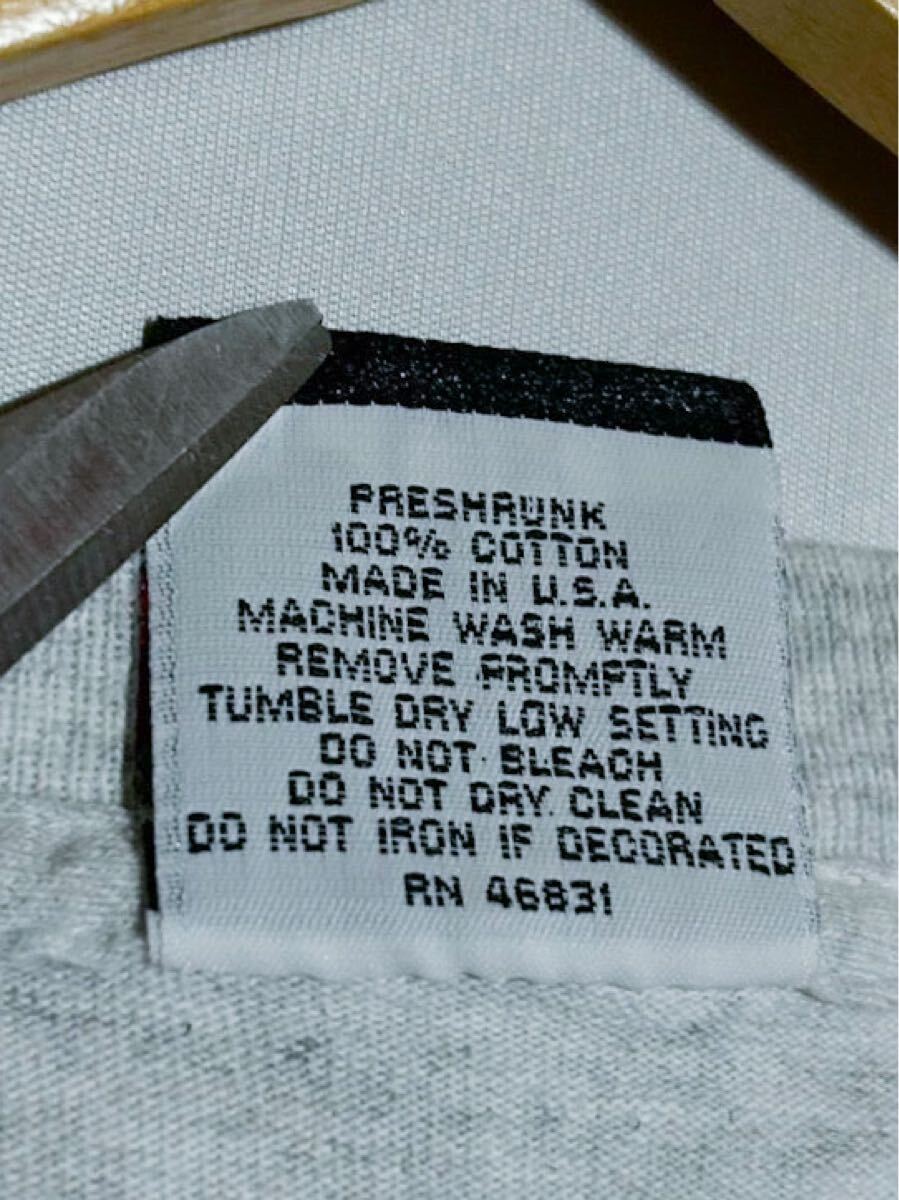 PRESHRUNK
100% COTTON
MADE IN U.S.A.
MACHINE WASH WARM
REMOVE PROMPTLY
TUMBLE DRY LOW SETTING
DO NOT BLEACH
DO NOT DRY CLEAN
DO NOT IRON IF DECORATED
RN 46831